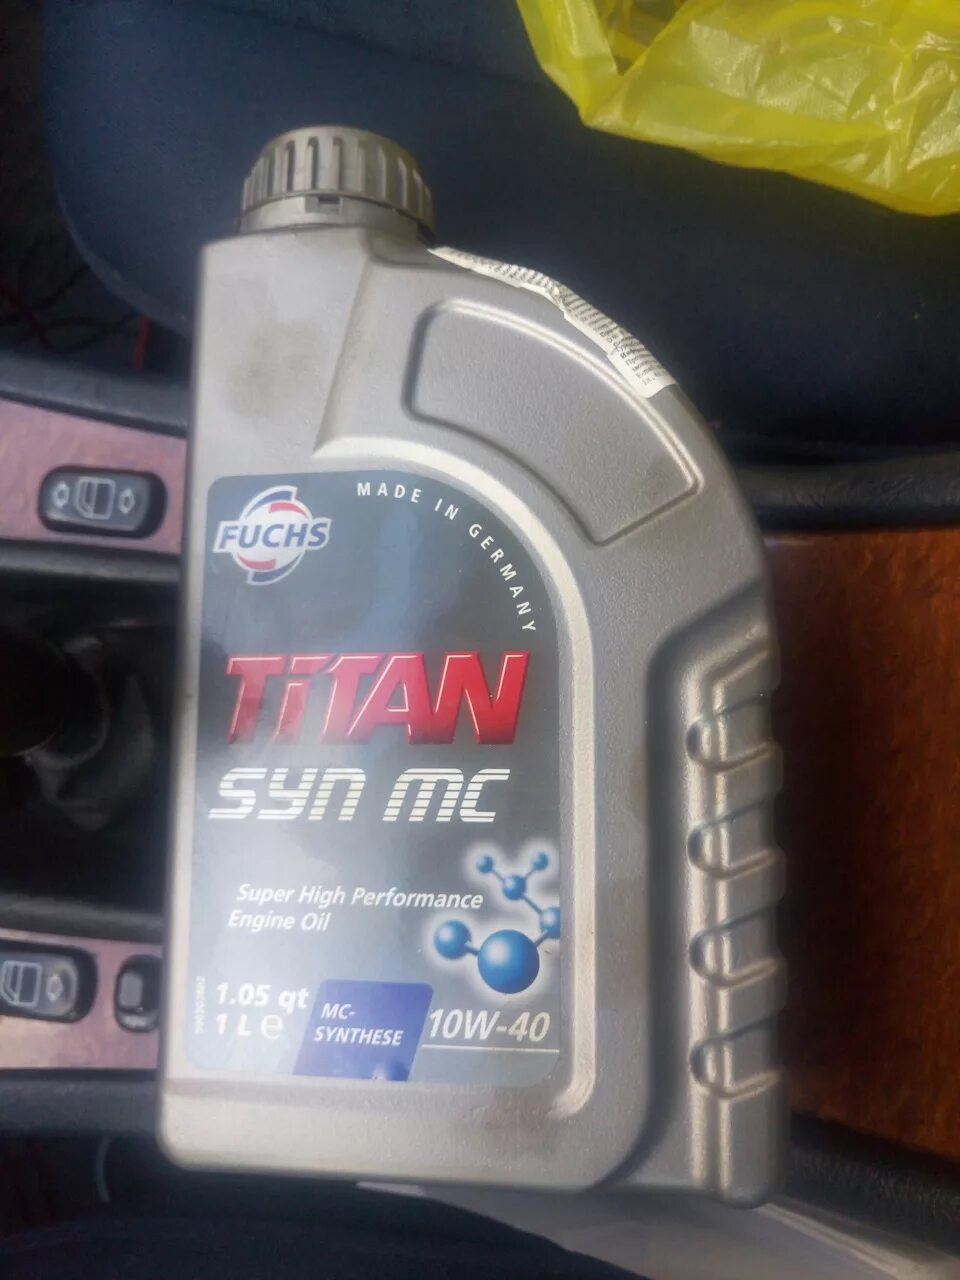 FUCHS
MADE IN GERMANY
TiTAN
SYN MC
Super High Performance
Engine Oil
1.05 qt
1 L e
MC-
SYNTHESE
10W-40